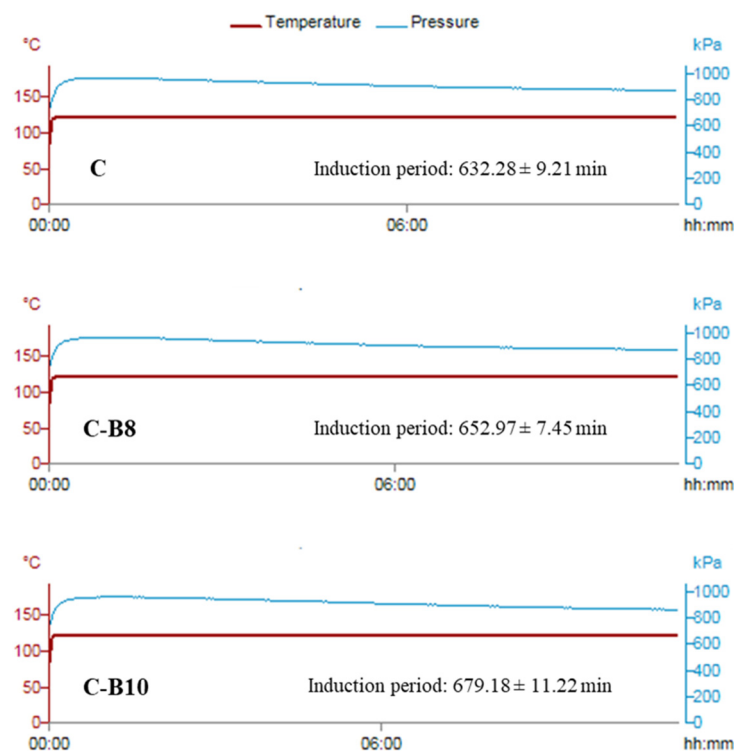 Temperature Pressure
°C kPa
150 1000
100 800
50 600
0 400
200
0
C Induction period: 632.28 ± 9.21 min
00:00 06:00 hh:mm
°C kPa
150 1000
100 800
50 600
0 400
200
0
C-B8 Induction period: 652.97 ± 7.45 min
00:00 06:00 hh:mm
°C kPa
150 1000
100 800
50 600
0 400
200
0
C-B10 Induction period: 679.18 ± 11.22 min
00:00 06:00 hh:mm